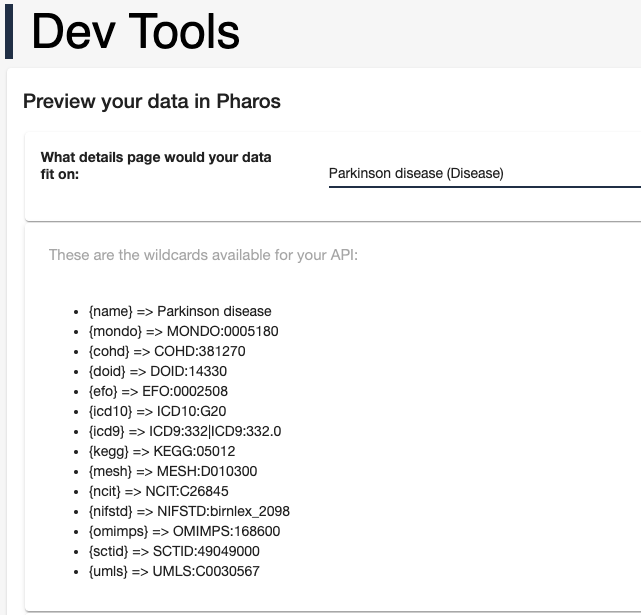 Dev Tools
Preview your data in Pharos
What details page would your data
fit on:
Parkinson disease (Disease)
These are the wildcards available for your API:
• {name} => Parkinson disease
• {mondo} => MONDO:0005180
• {cohd} => COHD:381270
• {doid} => DOID:14330
• {efo} => EFO:0002508
• {icd10} => ICD10:G20
• {icd9} => ICD9:332|ICD9:332.0
• {kegg} => KEGG:05012
• {mesh} => MESH:D010300
• {ncit} => NCIT:C26845
• {nifstd} => NIFSTD:birnlex_2098
• {omimps} => OMIMPS:168600
• {sctid} => SCTID:49049000
• {umls} => UMLS:C0030567